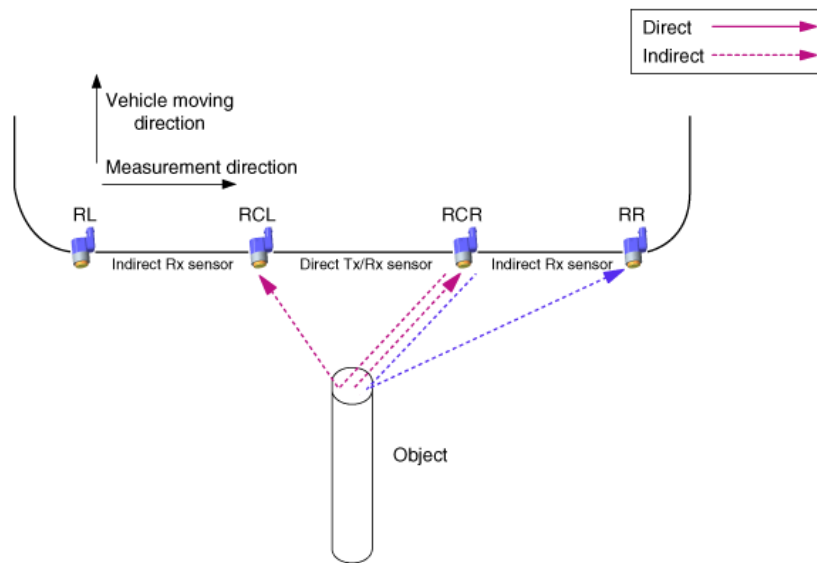 Direct
Indirect
Vehicle moving
direction
Measurement direction
RL
RCL
RCR
RR
Indirect Rx sensor
Direct Tx/Rx sensor
Indirect Rx sensor
Object